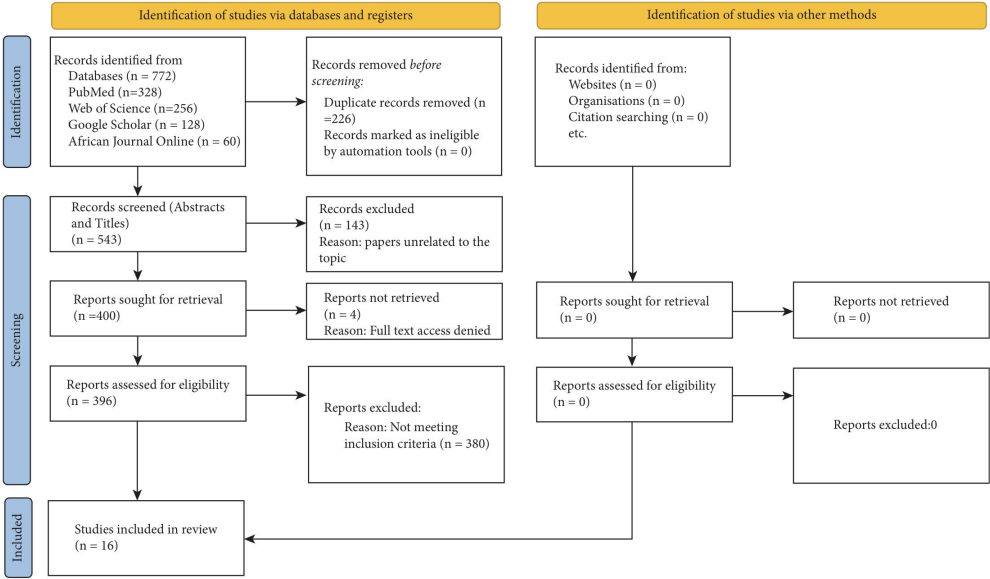 Identification of studies via databases and registers
Identification of studies via other methods
Identification
Records identified from
Databases (n = 772)
PubMed (n=328)
Web of Science (n=256)
Google Scholar (n = 128)
African Journal Online (n = 60)
Records removed before
screening:
Duplicate records removed (n
=226)
Records marked as ineligible
by automation tools (n = 0)
Records identified from:
Websites (n = 0)
Organisations (n = 0)
Citation searching (n = 0)
etc.
Screening
Records screened (Abstracts
and Titles)
(n = 543)
Records excluded
(n = 143)
Reason: papers unrelated to the
topic
Reports sought for retrieval
(n =400)
Reports not retrieved
(n = 4)
Reason: Full text access denied
Reports sought for retrieval
(n = 0)
Reports not retrieved
(n = 0)
Reports assessed for eligibility
(n = 396)
Reports excluded:
Reason: Not meeting
inclusion criteria (n = 380)
Reports assessed for eligibility
(n = 0)
Reports excluded:0
Included
Studies included in review
(n = 16)